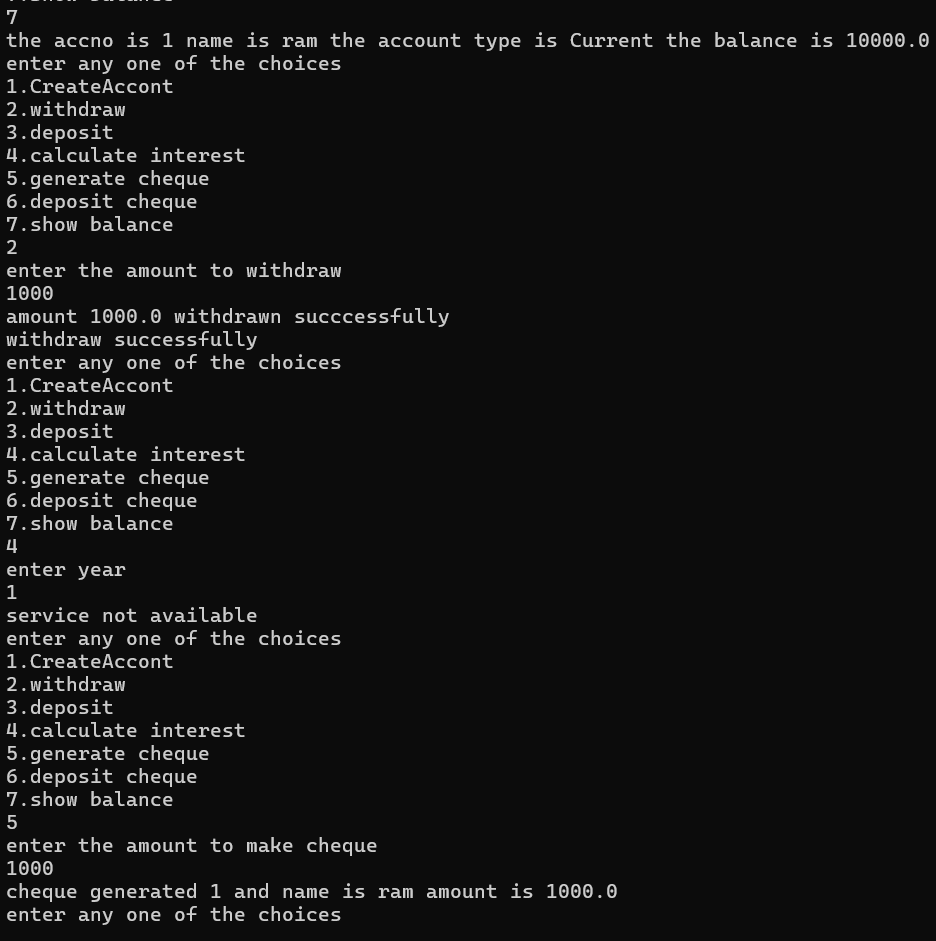 7
the accno is 1 name is ram the account type is Current the balance is 10000.0
enter any one of the choices
1.CreateAccont
2.withdraw
3.deposit
4.calculate interest
5.generate cheque
6.deposit cheque
7.show balance
2
enter the amount to withdraw
1000
amount 1000.0 withdrawn succcessfully
withdraw successfully
enter any one of the choices
1.CreateAccont
2.withdraw
3.deposit
4.calculate interest
5.generate cheque
6.deposit cheque
7.show balance
4
enter year
1
service not available
enter any one of the choices
1.CreateAccont
2.withdraw
3.deposit
4.calculate interest
5.generate cheque
6.deposit cheque
7.show balance
5
enter the amount to make cheque
1000
cheque generated 1 and name is ram amount is 1000.0
enter any one of the choices